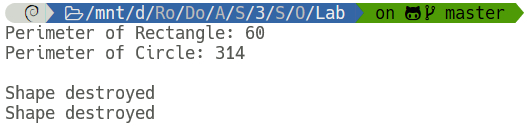 /mnt/d/Ro/Do/A/S/3/S/O/Lab on master
Perimeter of Rectangle: 60
Perimeter of Circle: 314
Shape destroyed
Shape destroyed